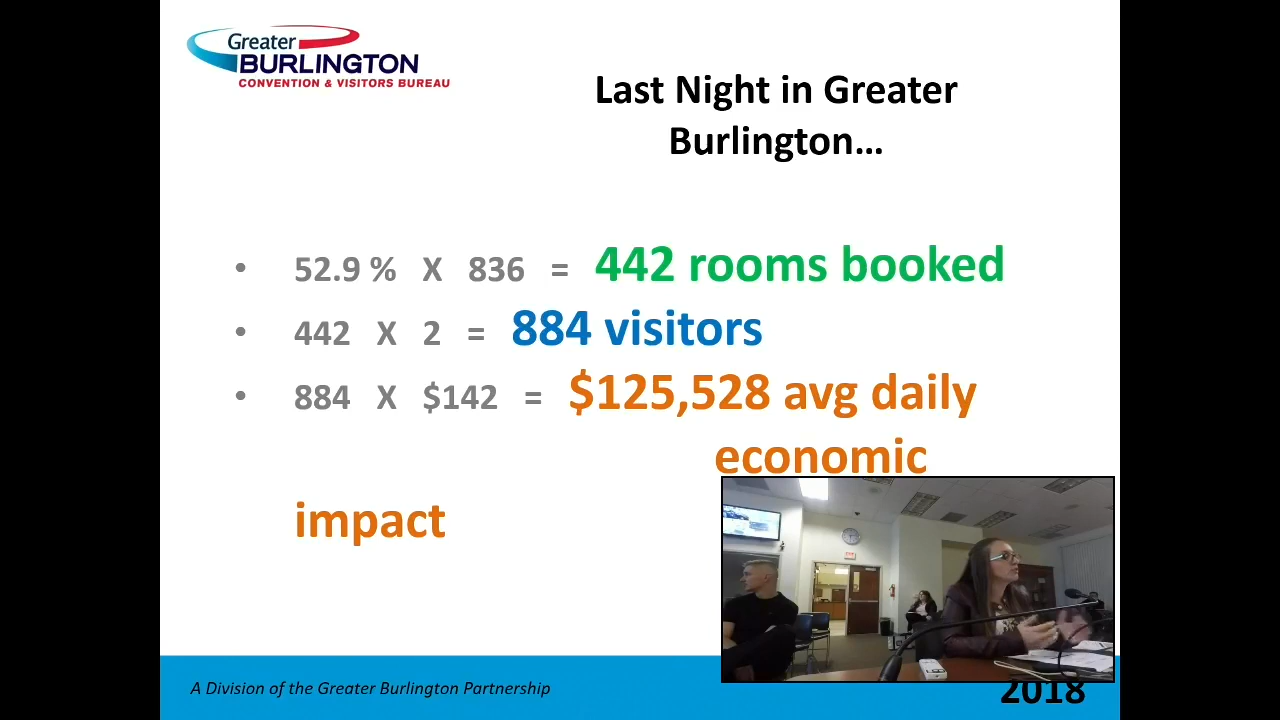 Greater
BURLINGTON
CONVENTION & VISITORS BUREAU
Last Night in Greater
Burlington...
• 52.9 % X 836 = 442 rooms booked
• 442 X 2 = 884 visitors
• 884 X $142 = $125,528 avg daily
economic
impact
A Division of the Greater Burlington Partnership
2018